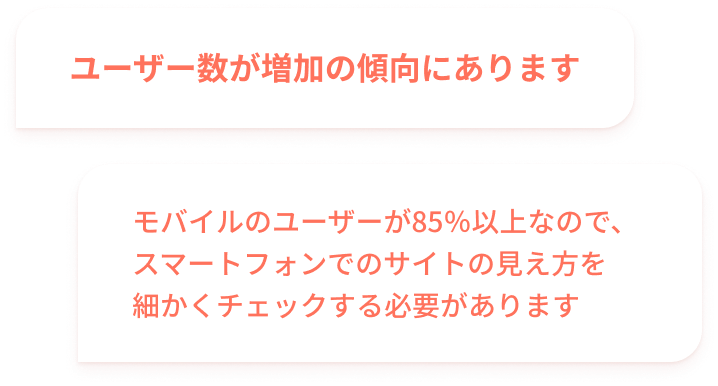 ユーザー数が増加の傾向にあります
モバイルのユーザーが85%以上なので、
スマートフォンでのサイトの見え方を
細かくチェックする必要があります